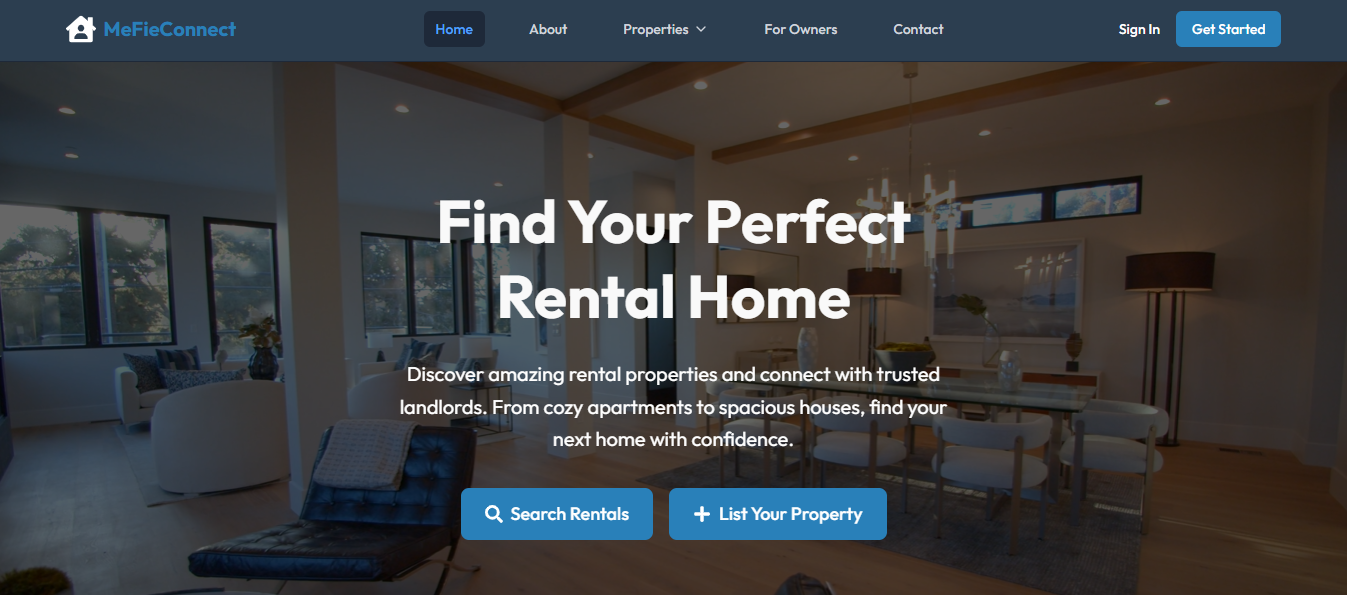 MeFieConnect
Home
About
Properties
For Owners
Contact
Sign In
Get Started
Find Your Perfect
Rental Home
Discover amazing rental properties and connect with trusted
landlords. From cozy apartments to spacious houses, find your
next home with confidence.
Search Rentals
List Your Property